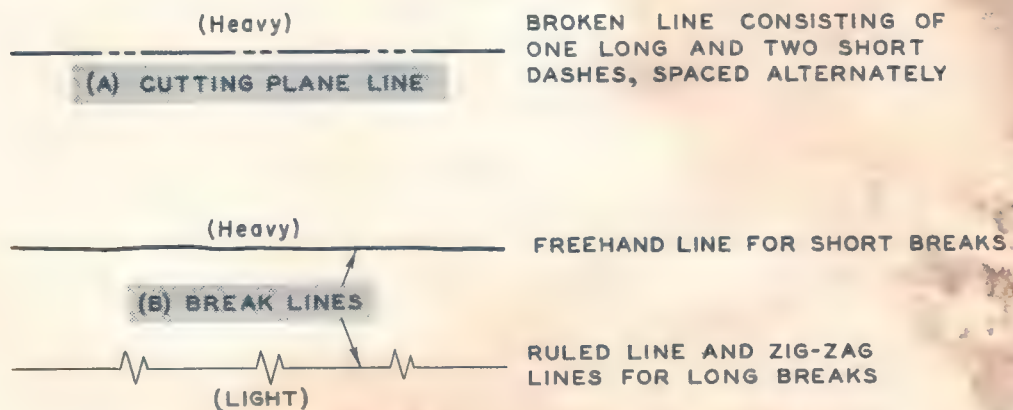 (Heavy)
(A) CUTTING PLANE LINE
BROKEN LINE CONSISTING OF
ONE LONG AND TWO SHORT
DASHES, SPACED ALTERNATELY
(Heavy)
FREEHAND LINE FOR SHORT BREAKS.
(B) BREAK LINES
RULED LINE AND ZIG-ZAG
LINES FOR LONG BREAKS
(LIGHT)